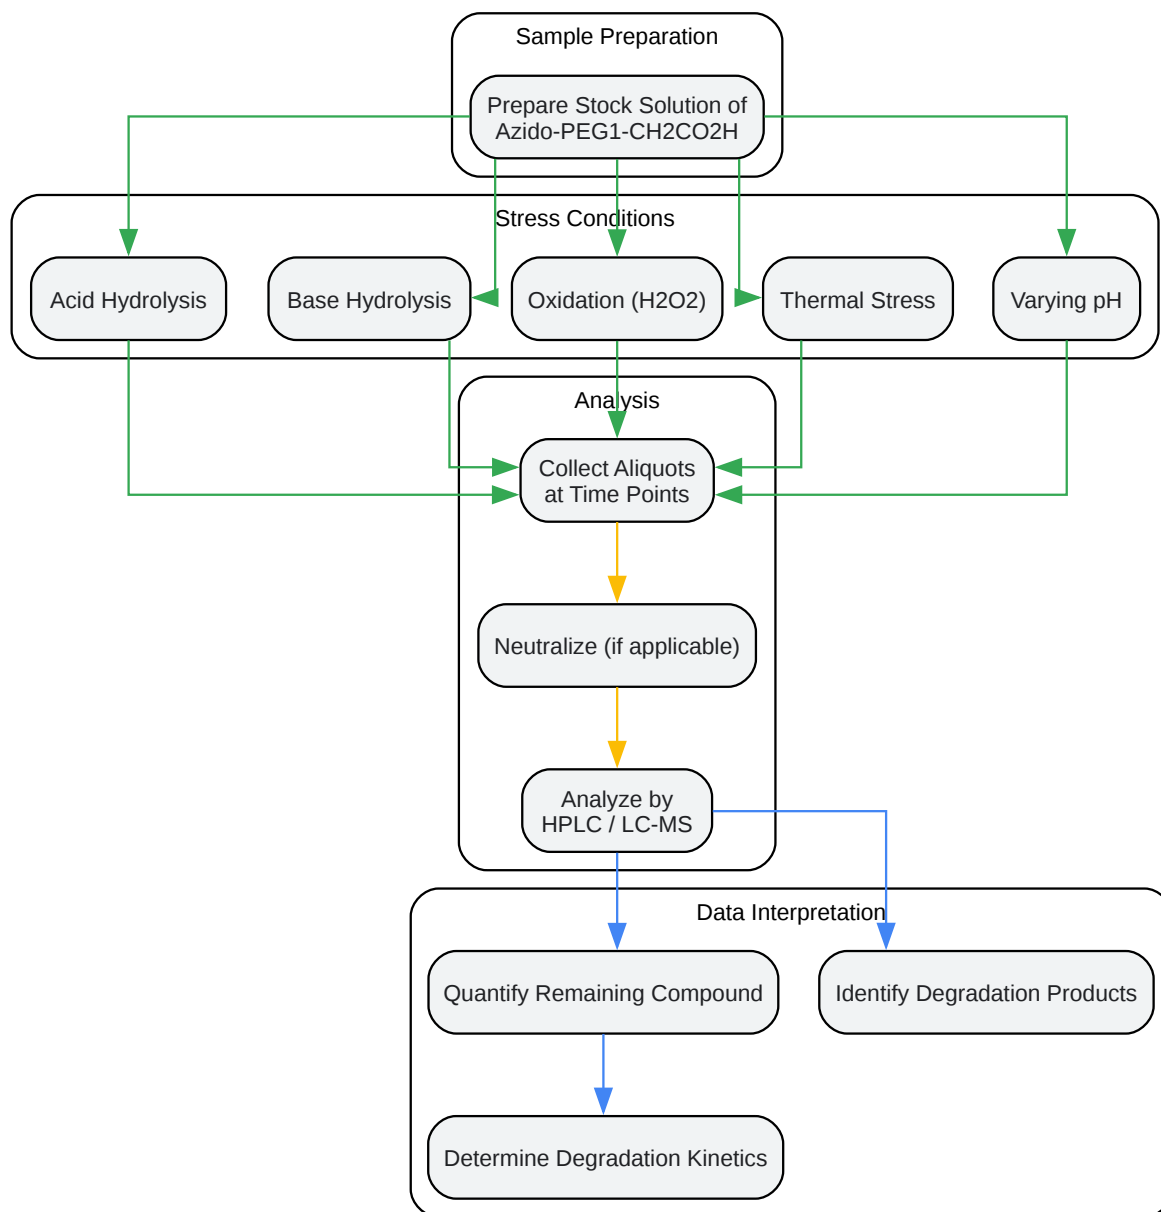 Sample Preparation
Prepare Stock Solution of
Azido-PEG1-CH2CO2H
Stress Conditions
Acid Hydrolysis
Base Hydrolysis
Oxidation (H2O2)
Thermal Stress
Varying pH
Analysis
Collect Aliquots
at Time Points
Neutralize (if applicable)
Analyze by
HPLC / LC-MS
Data Interpretation
Quantify Remaining Compound
Identify Degradation Products
Determine Degradation Kinetics